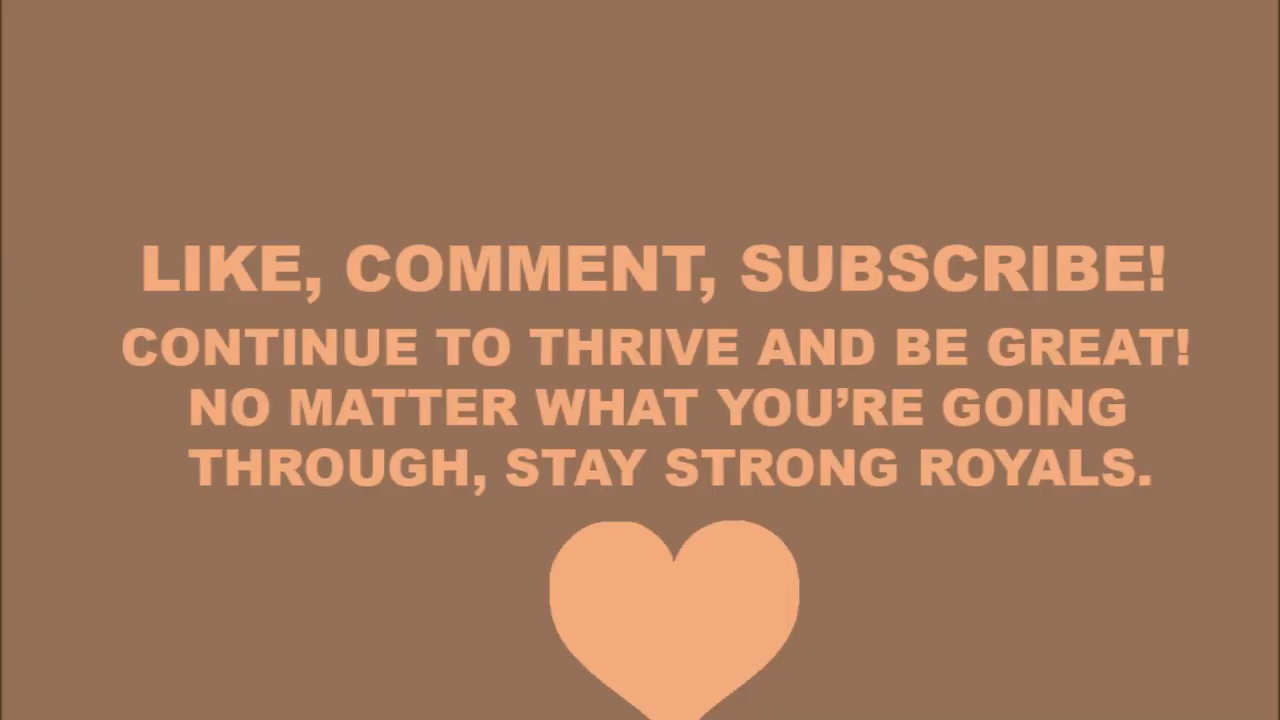 LIKE, COMMENT, SUBSCRIBE!
CONTINUE TO THRIVE AND BE GREAT!
NO MATTER WHAT YOU’RE GOING
THROUGH, STAY STRONG ROYALS.